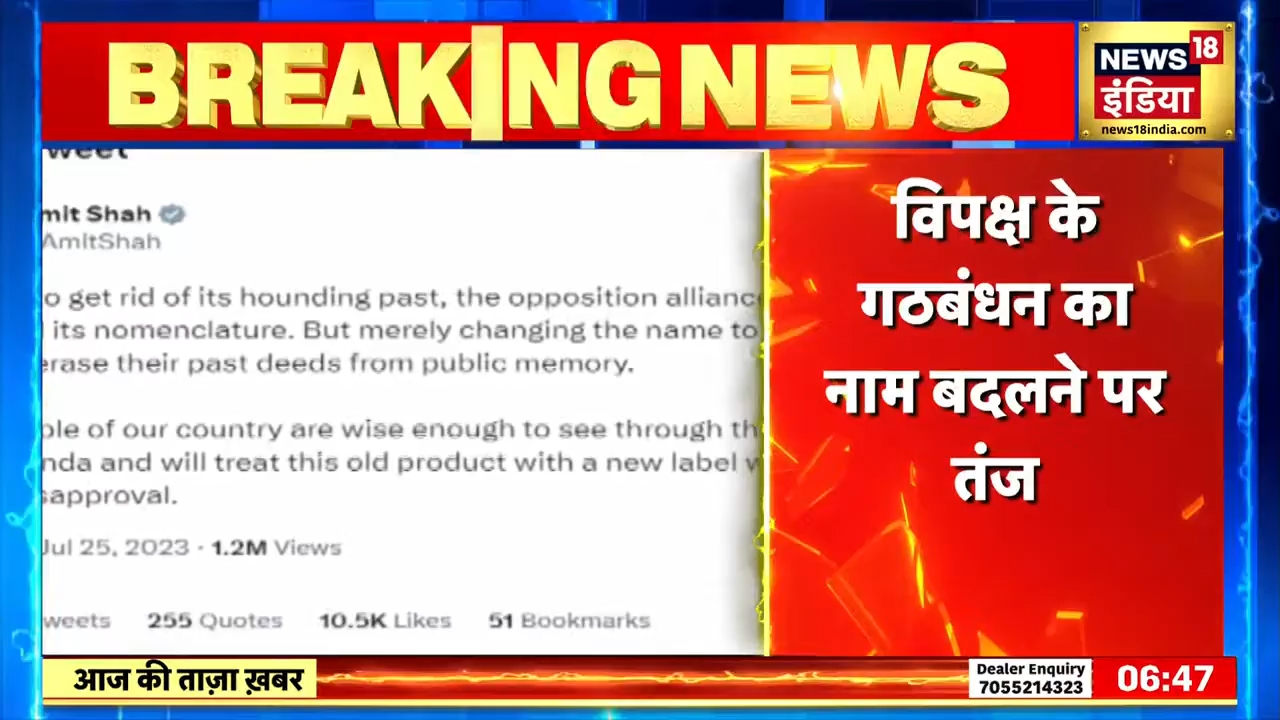 BREAKING NEWS
NEWS 18
इंडिया
news18india.com
weet
mit Shah
AmitShah
o get rid of its hounding past, the opposition alliance
its nomenclature. But merely changing the name to
erase their past deeds from public memory.
ple of our country are wise enough to see through th
nda and will treat this old product with a new label w
sapproval.
Jul 25, 2023 · 1.2M Views
weets 255 Quotes 10.5K Likes 51 Bookmarks
विपक्ष के
गठबंधन का
नाम बदलने पर
तंज
आज की ताज़ा ख़बर
Dealer Enquiry
7055214323
06:47